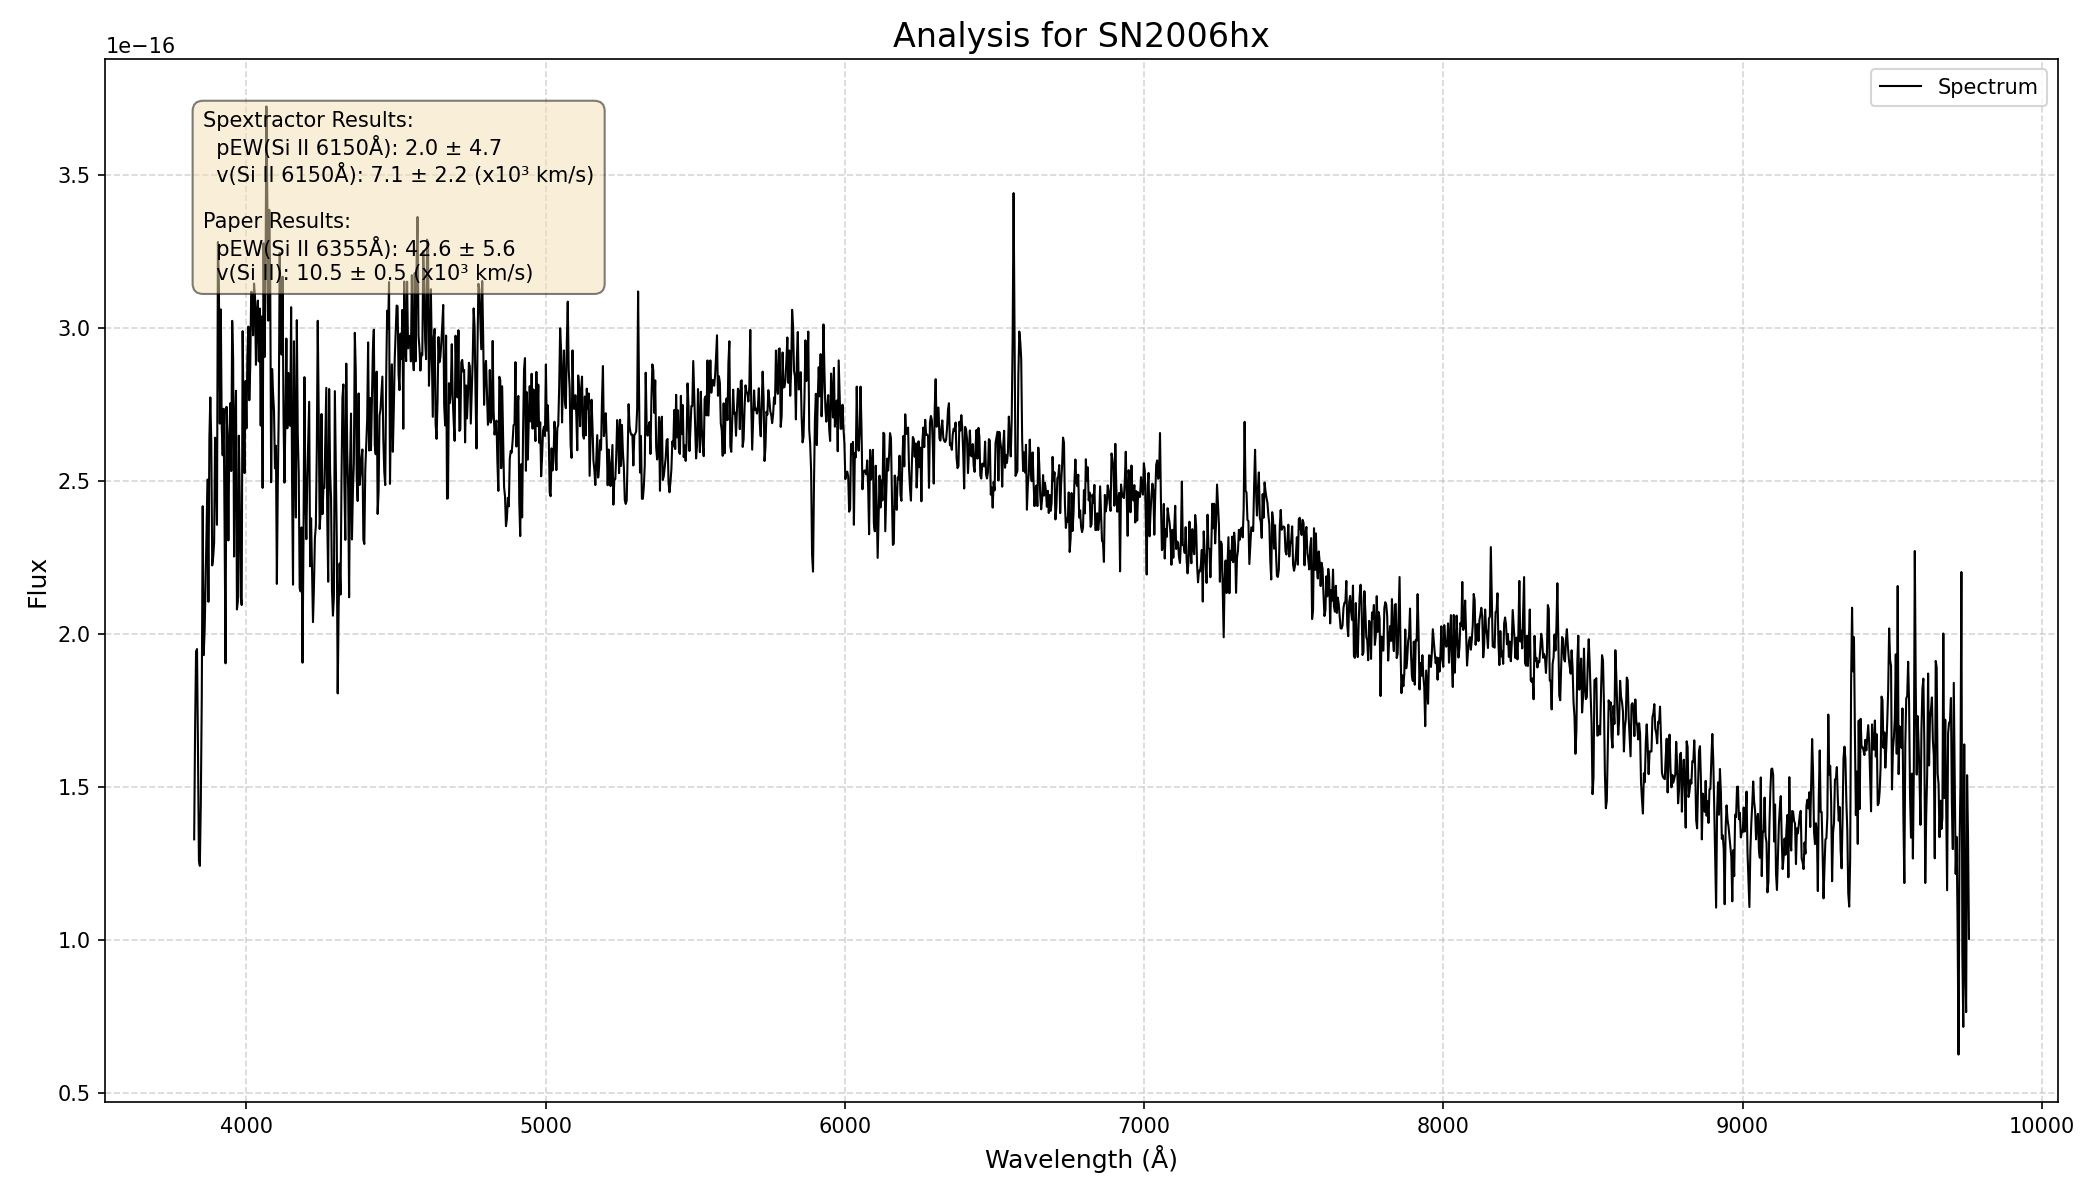 Analysis for SN2006hx
1e−16
Spectrum
Spextractor Results:
pEW(Si II 6150Å): 2.0 ± 4.7
v(Si II 6150Å): 7.1 ± 2.2 (x10³ km/s)
Paper Results:
pEW(Si II 6355Å): 42.6 ± 5.6
v(Si II): 10.5 ± 0.5 (x10³ km/s)
3.5
3.0
2.5
2.0
1.5
1.0
0.5
Flux
4000 5000 6000 7000 8000 9000 10000
Wavelength (Å)